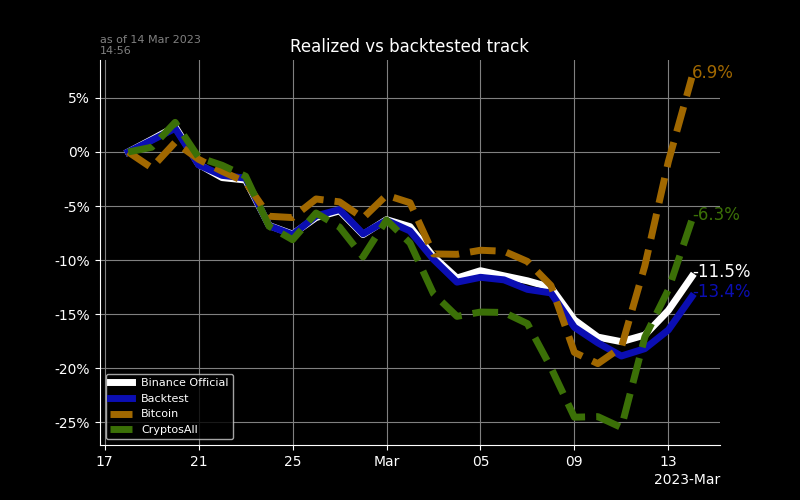 as of 14 Mar 2023
14:56
Realized vs backtested track
6.9%
5%
0%
-5%
-6.3%
-10%
-11.5%
-13.4%
-15%
-20%
-25%
Binance Official
Backtest
Bitcoin
CryptosAll
17 21 25 Mar 05 09 13
2023-Mar